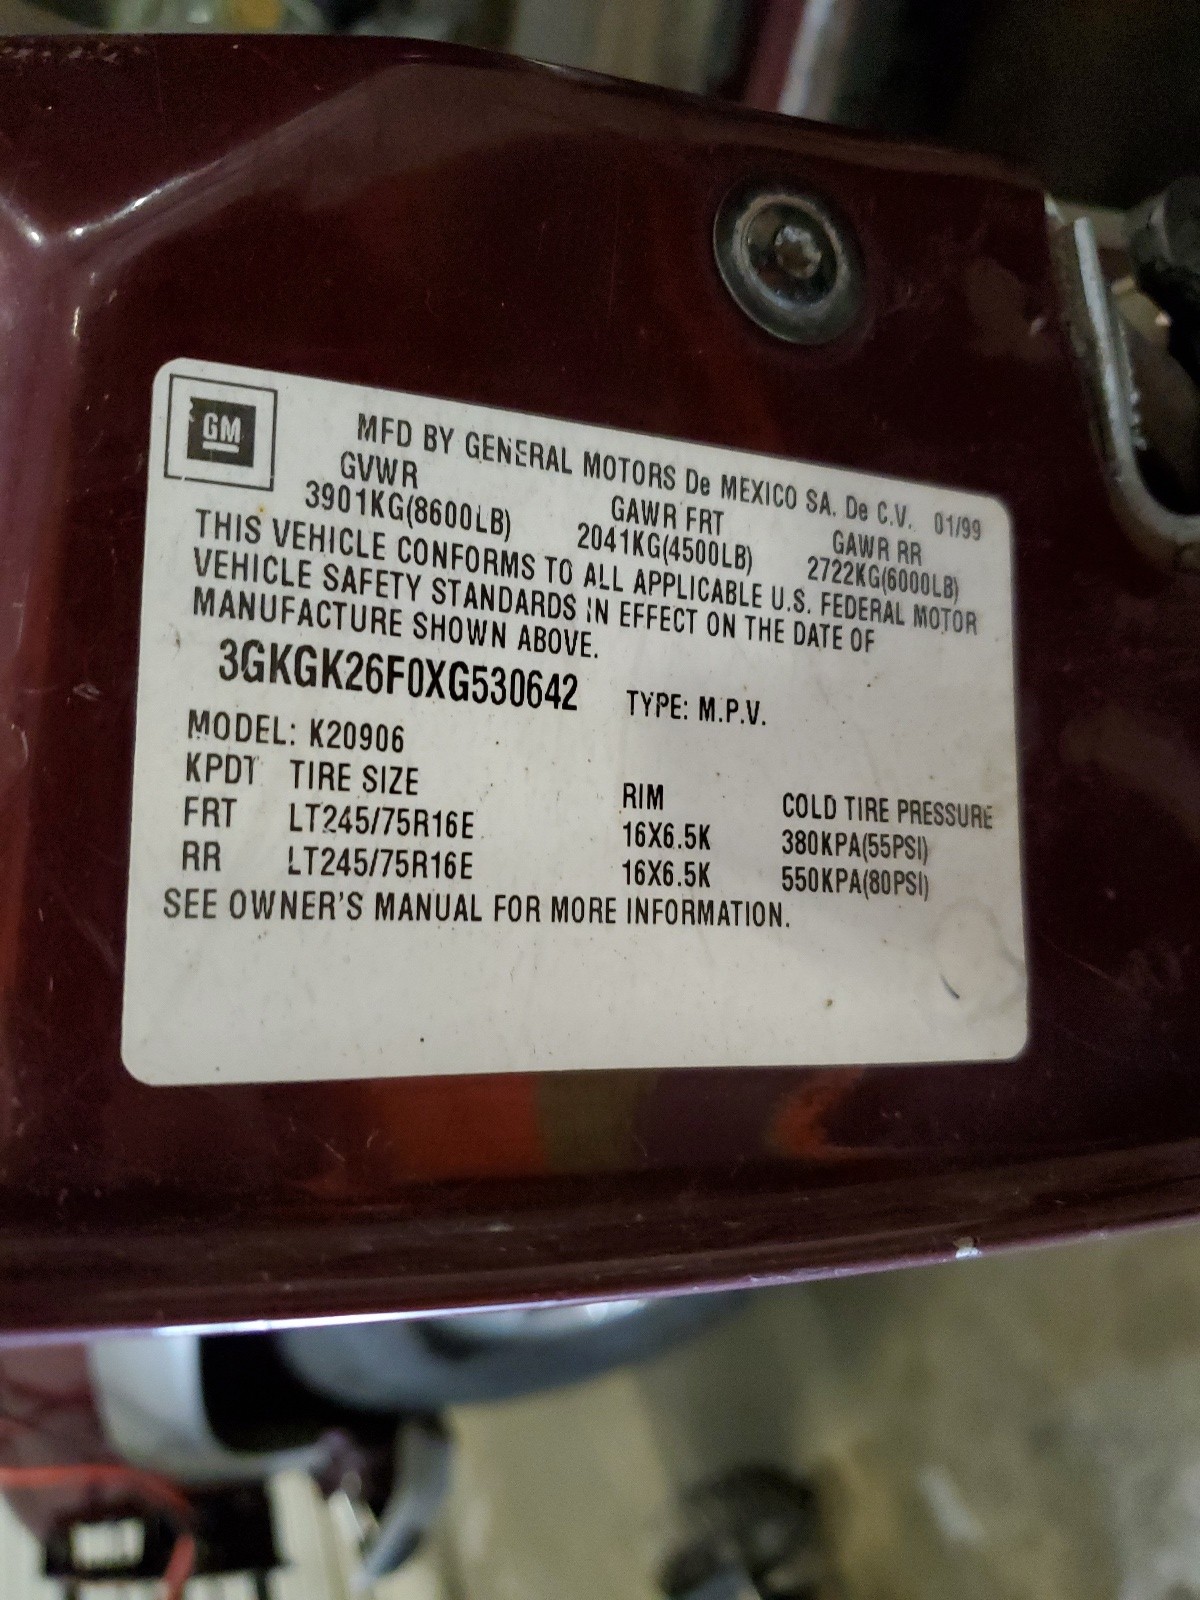 GM
MFD BY GENERAL MOTORS De MEXICO SA. De C.V. 01/99
GVWR GAWR FRT GAWR RR
3901KG(8600LB) 2041KG(4500LB) 2722KG(6000LB)
THIS VEHICLE CONFORMS TO ALL APPLICABLE U.S. FEDERAL MOTOR
VEHICLE SAFETY STANDARDS IN EFFECT ON THE DATE OF
MANUFACTURE SHOWN ABOVE.
3GKGK26F0XG530642 TYPE: M.P.V.
MODEL: K20906
KPDT TIRE SIZE RIM COLD TIRE PRESSURE
FRT LT245/75R16E 16X6.5K 380KPA(55PSI)
RR LT245/75R16E 16X6.5K 550KPA(80PSI)
SEE OWNER'S MANUAL FOR MORE INFORMATION.